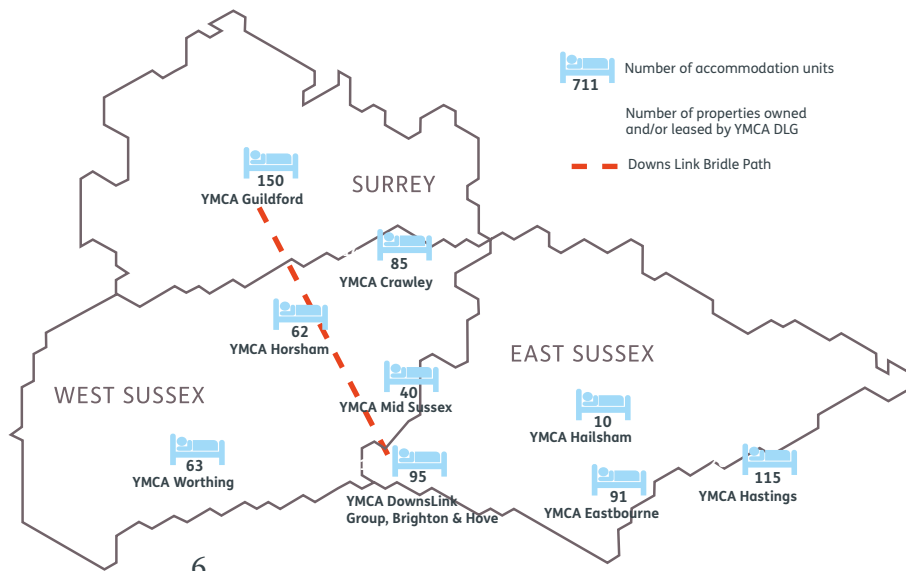 711
Number of accommodation units
Number of properties owned
and/or leased by YMCA DLG
Downs Link Bridle Path
150
YMCA Guildford
SURREY
85
YMCA Crawley
62
YMCA Horsham
EAST SUSSEX
WEST SUSSEX
40
YMCA Mid Sussex
10
YMCA Hailsham
63
YMCA Worthing
95
YMCA DownsLink
Group, Brighton & Hove
91
YMCA Eastbourne
115
YMCA Hastings
6